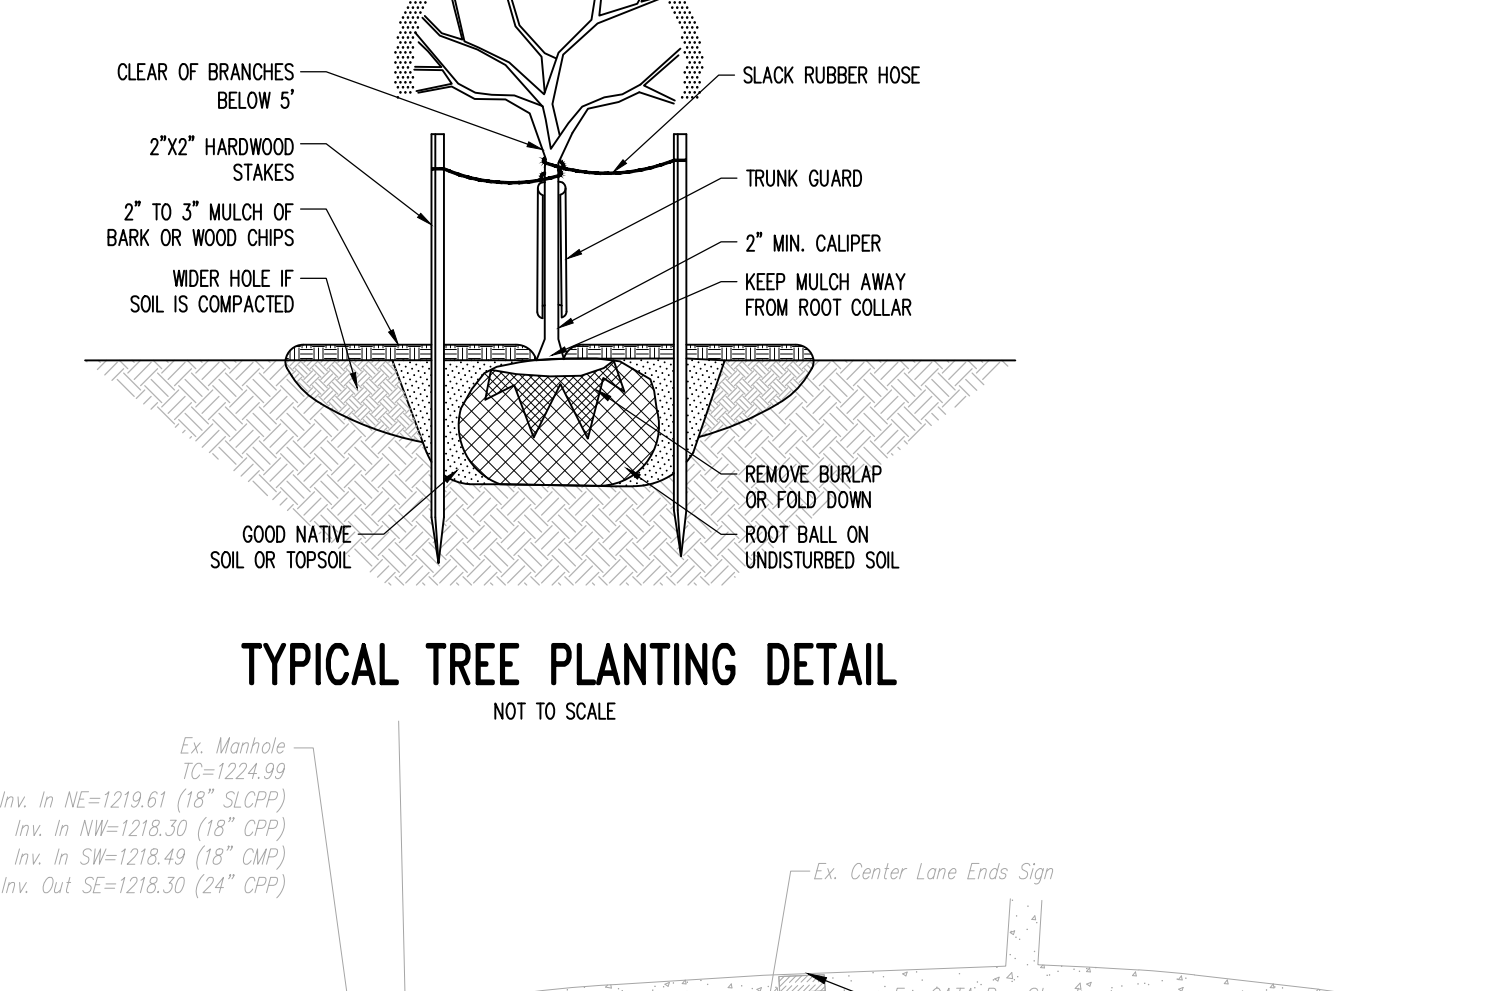 CLEAR OF BRANCHES
BELOW 5'
2"X2" HARDWOOD
STAKES
2" TO 3" MULCH OF
BARK OR WOOD CHIPS
WIDER HOLE IF
SOIL IS COMPACTED
GOOD NATIVE
SOIL OR TOPSOIL
SLACK RUBBER HOSE
TRUNK GUARD
2" MIN. CALIPER
KEEP MULCH AWAY
FROM ROOT COLLAR
REMOVE BURLAP
OR FOLD DOWN
ROOT BALL ON
UNDISTURBED SOIL
TYPICAL TREE PLANTING DETAIL
NOT TO SCALE
Ex. Manhole
TC=1224.99
Inv. In NE=1219.61 (18" SLCPP)
Inv. In NW=1218.30 (18" CPP)
Inv. In SW=1218.49 (18" CMP)
Inv. Out SE=1218.30 (24" CPP)
Ex. Center Lane Ends Sign